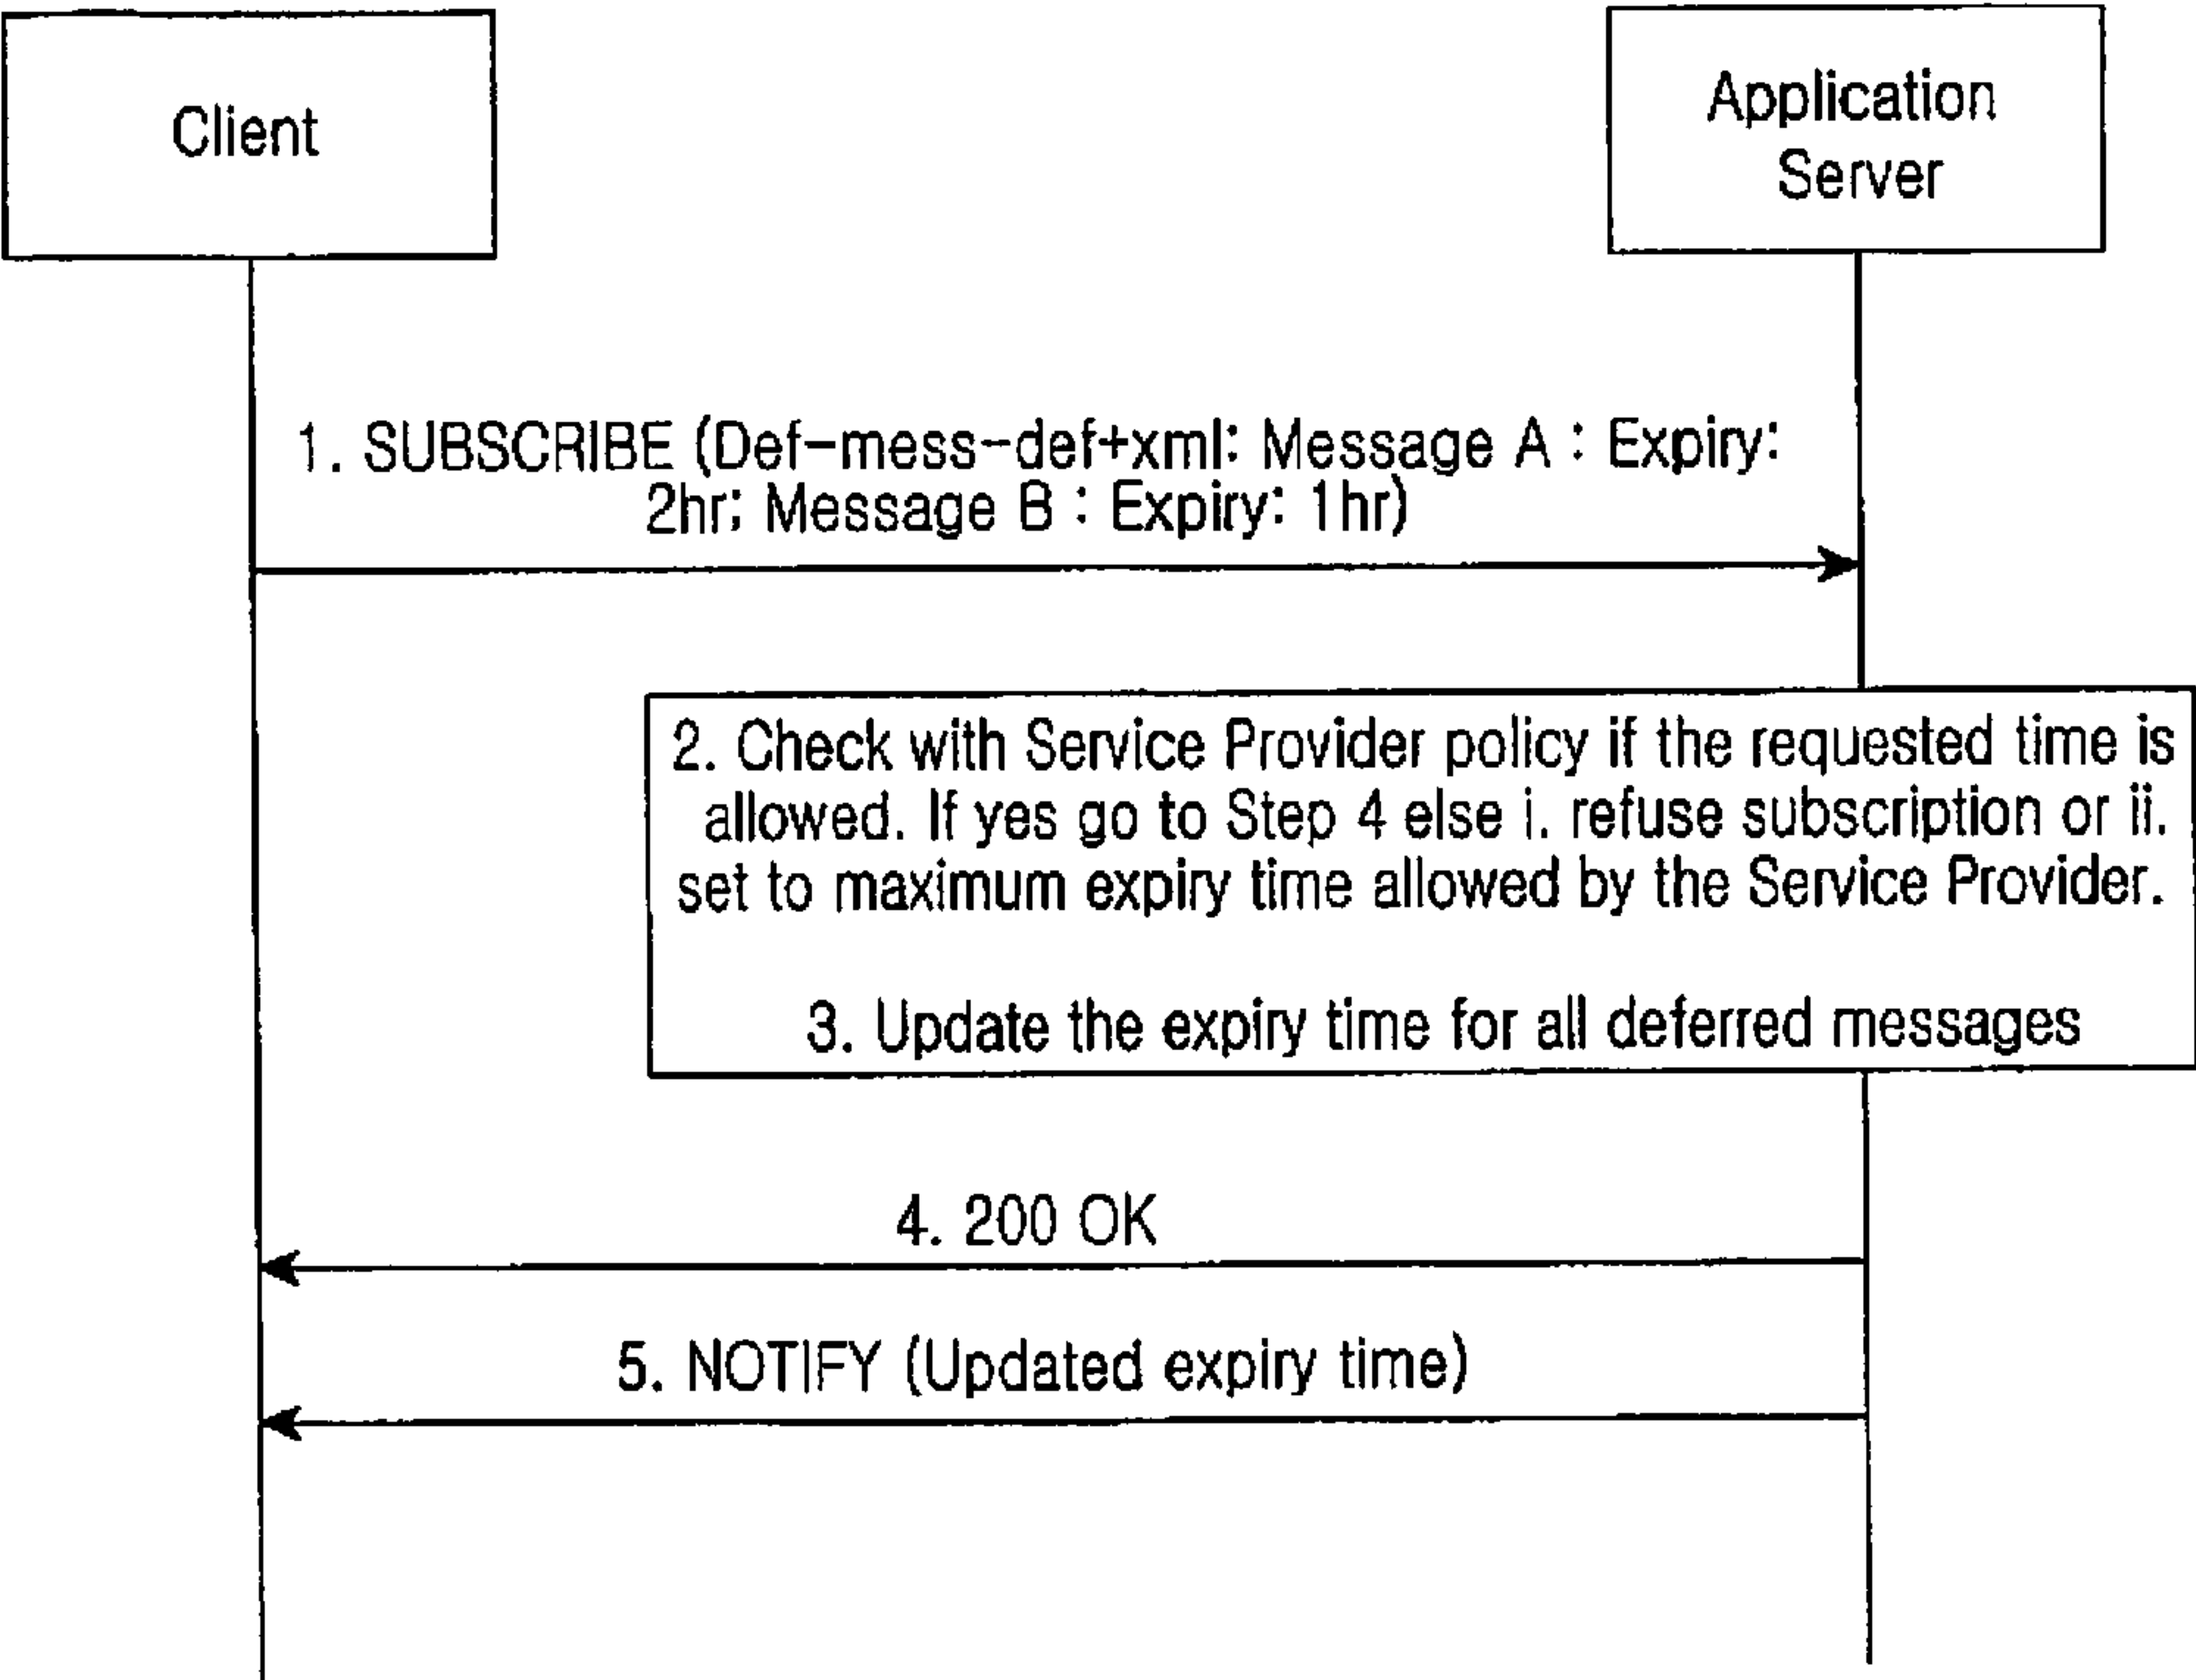 Client
Application
Server
1. SUBSCRIBE (Def-mess-def+xml: Message A : Expiry:
2hr; Message B : Expiry: 1hr)
2. Check with Service Provider policy if the requested time is
allowed. If yes go to Step 4 else i. refuse subscription or ii.
set to maximum expiry time allowed by the Service Provider.
3. Update the expiry time for all deferred messages
4. 200 OK
5. NOTIFY (Updated expiry time)